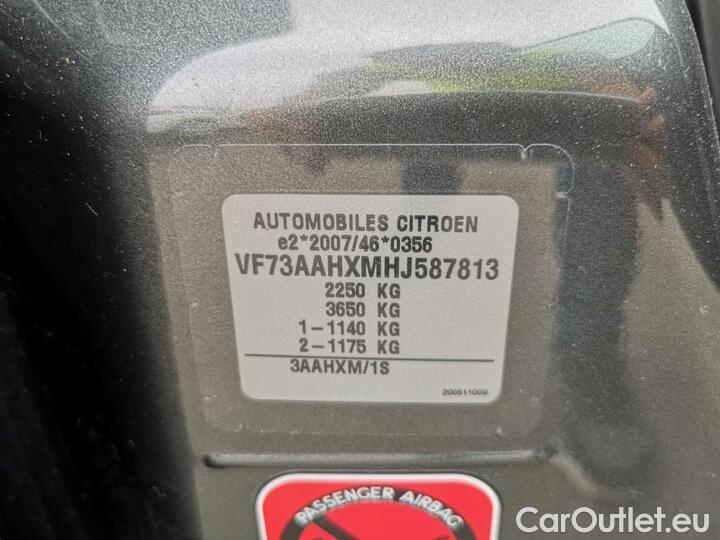 AUTOMOBILES CITROEN
e2*2007/46*0356
VF73AAHXMHJ587813
2250 KG
3650 KG
1-1140 KG
2-1175 KG
3AAHXM/1S
200511009
PASSENGER AIRBAG
CarOutlet.eu